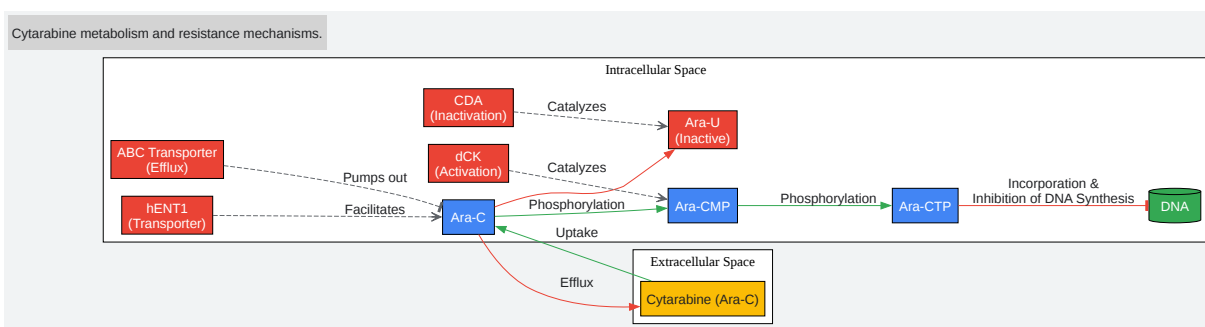 Cytarabine metabolism and resistance mechanisms.
Intracellular Space
CDA
(Inactivation)
Catalyzes
Ara-U
(Inactive)
ABC Transporter
(Efflux)
dCK
(Activation)
Catalyzes
Pumps out
hENT1
(Transporter)
Facilitates
Ara-C
Phosphorylation
Ara-CMP
Phosphorylation
Ara-CTP
Incorporation &
Inhibition of DNA Synthesis
DNA
Uptake
Extracellular Space
Efflux
Cytarabine (Ara-C)